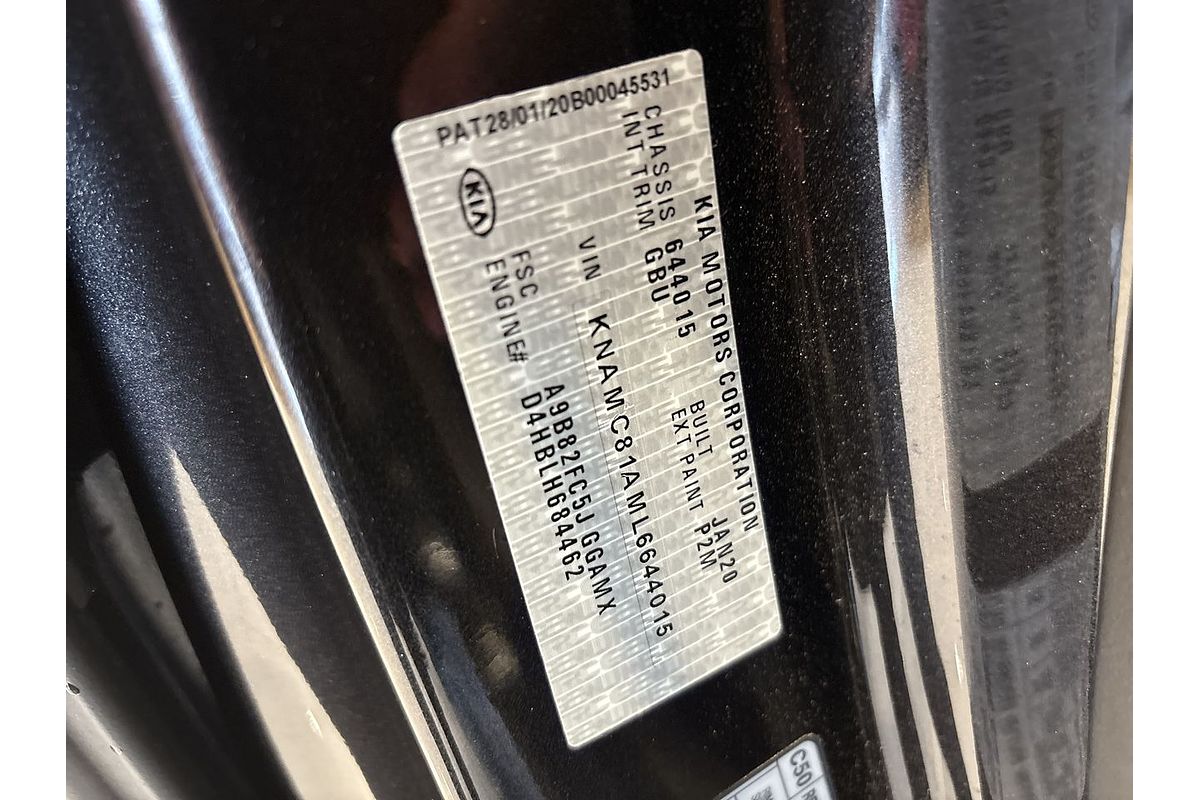 KIA MOTORS CORPORATION
CHASSIS 644015 BUILT JAN20
INT TRIM GBU EXT PAINT P2M
VIN KNAMC81AML6644015
KIA
FSC A9B82FC5J GGAMX
ENGINE# D4HBLH684462
PAT28/01/20B00045531
C50